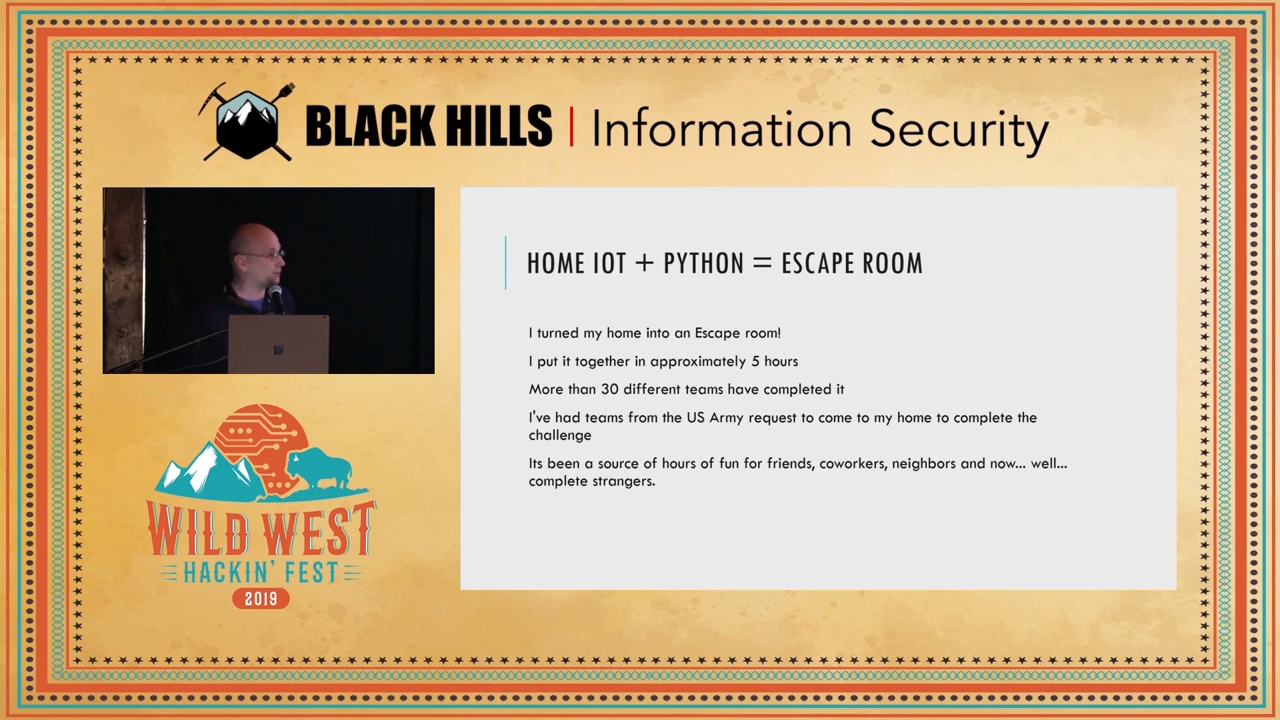 BLACK HILLS | Information Security
HOME IOT + PYTHON = ESCAPE ROOM
I turned my home into an Escape room!
I put it together in approximately 5 hours
More than 30 different teams have completed it
I've had teams from the US Army request to come to my home to complete the
challenge
Its been a source of hours of fun for friends, coworkers, neighbors and now... well...
complete strangers.
WILD WEST
HACKIN' FEST
2019